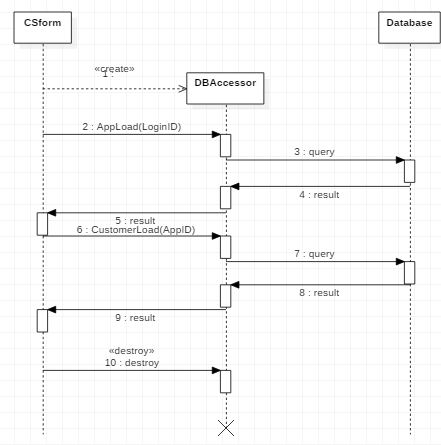 CSform
Database
«create»
1 :
DBAccessor
2 : AppLoad(LoginID)
3 : query
4 : result
5 : result
6 : CustomerLoad(AppID)
7 : query
8 : result
9 : result
«destroy»
10 : destroy